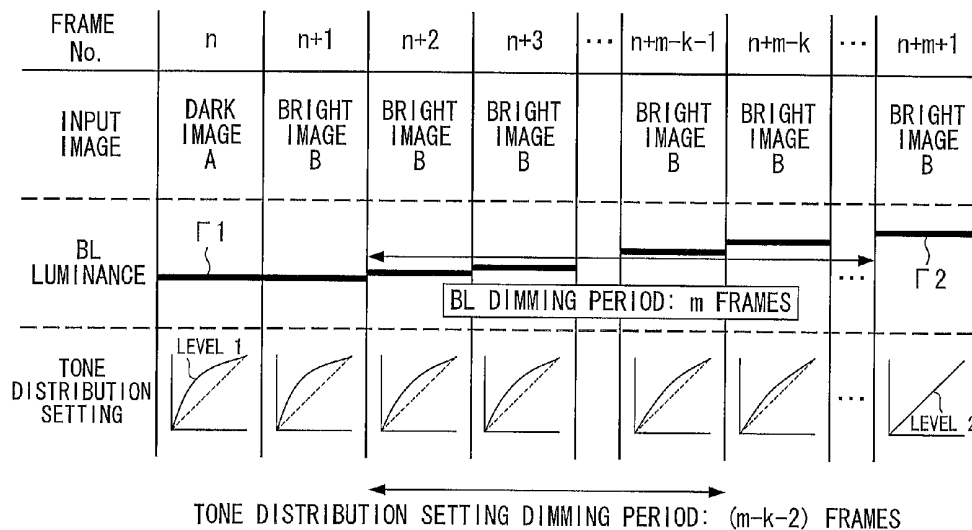 FRAME No. n n+1 n+2 n+3 ··· n+m-k-1 n+m-k ··· n+m+1
INPUT IMAGE DARK IMAGE A BRIGHT IMAGE B BRIGHT IMAGE B BRIGHT IMAGE B BRIGHT IMAGE B BRIGHT IMAGE B BRIGHT IMAGE B
BL LUMINANCE Γ1 ··· Γ2
BL DIMMING PERIOD: m FRAMES
TONE DISTRIBUTION SETTING LEVEL 1 ··· LEVEL 2
TONE DISTRIBUTION SETTING DIMMING PERIOD: (m-k-2) FRAMES